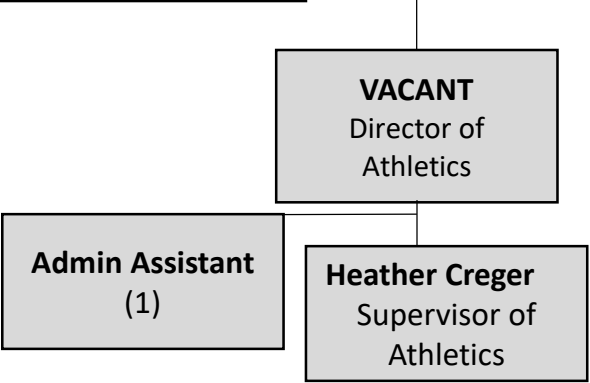 VACANT
Director of
Athletics
Admin Assistant
(1)
Heather Creger
Supervisor of
Athletics